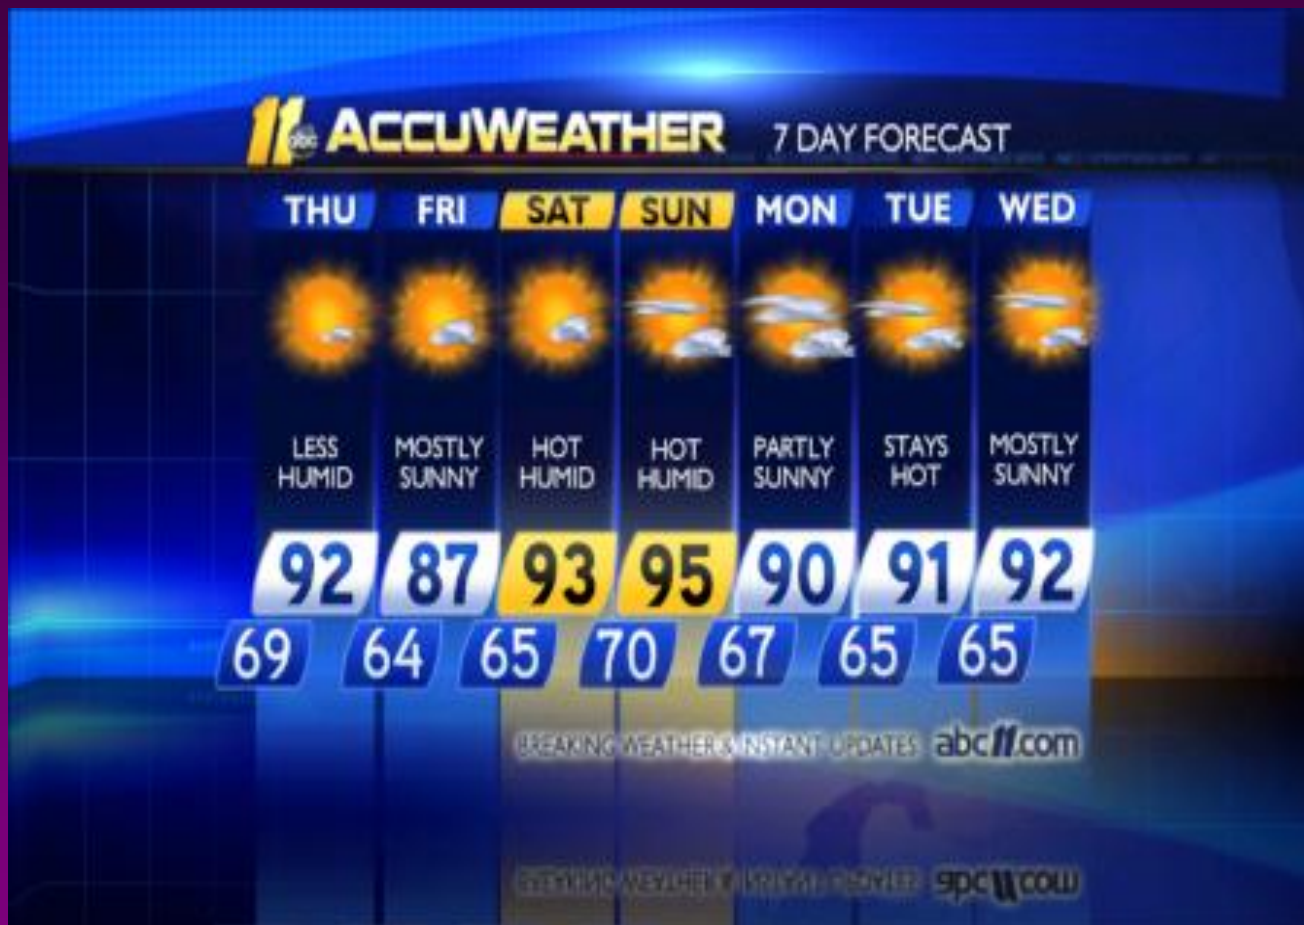 11 abc ACCUWEATHER 7 DAY FORECAST
THU FRI SAT SUN MON TUE WED
LESS HUMID
MOSTLY SUNNY
HOT HUMID
HOT HUMID
PARTLY SUNNY
STAYS HOT
MOSTLY SUNNY
92 87 93 95 90 91 92
69 64 65 70 67 65 65
BREAKING WEATHER & INSTANT UPDATES abc11.com